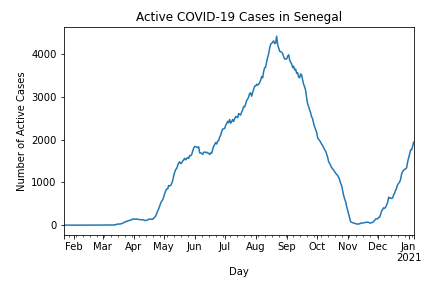 Active COVID-19 Cases in Senegal
Number of Active Cases
4000
3000
2000
1000
0
Feb Mar Apr May Jun Jul Aug Sep Oct Nov Dec Jan
2021
Day